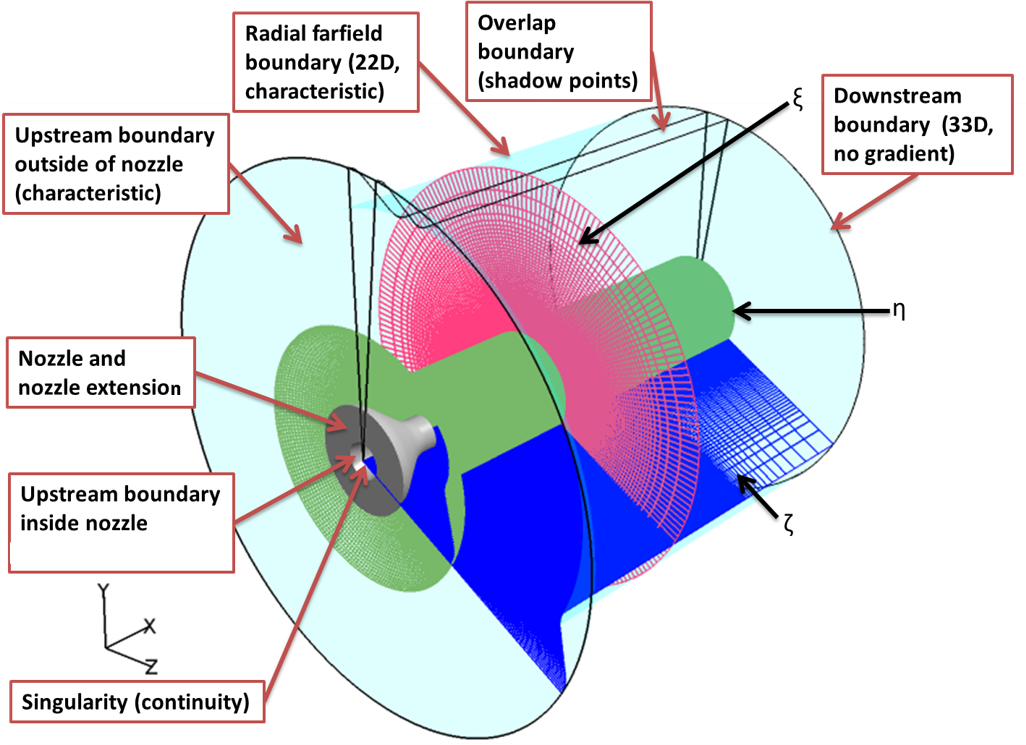 Radial farfield
boundary (22D,
characteristic)
Overlap
boundary
(shadow points)
ξ
Downstream
boundary (33D,
no gradient)
Upstream boundary
outside of nozzle
(characteristic)
η
Nozzle and
nozzle extension
Upstream boundary
inside nozzle
ζ
Y
X
Z
Singularity (continuity)